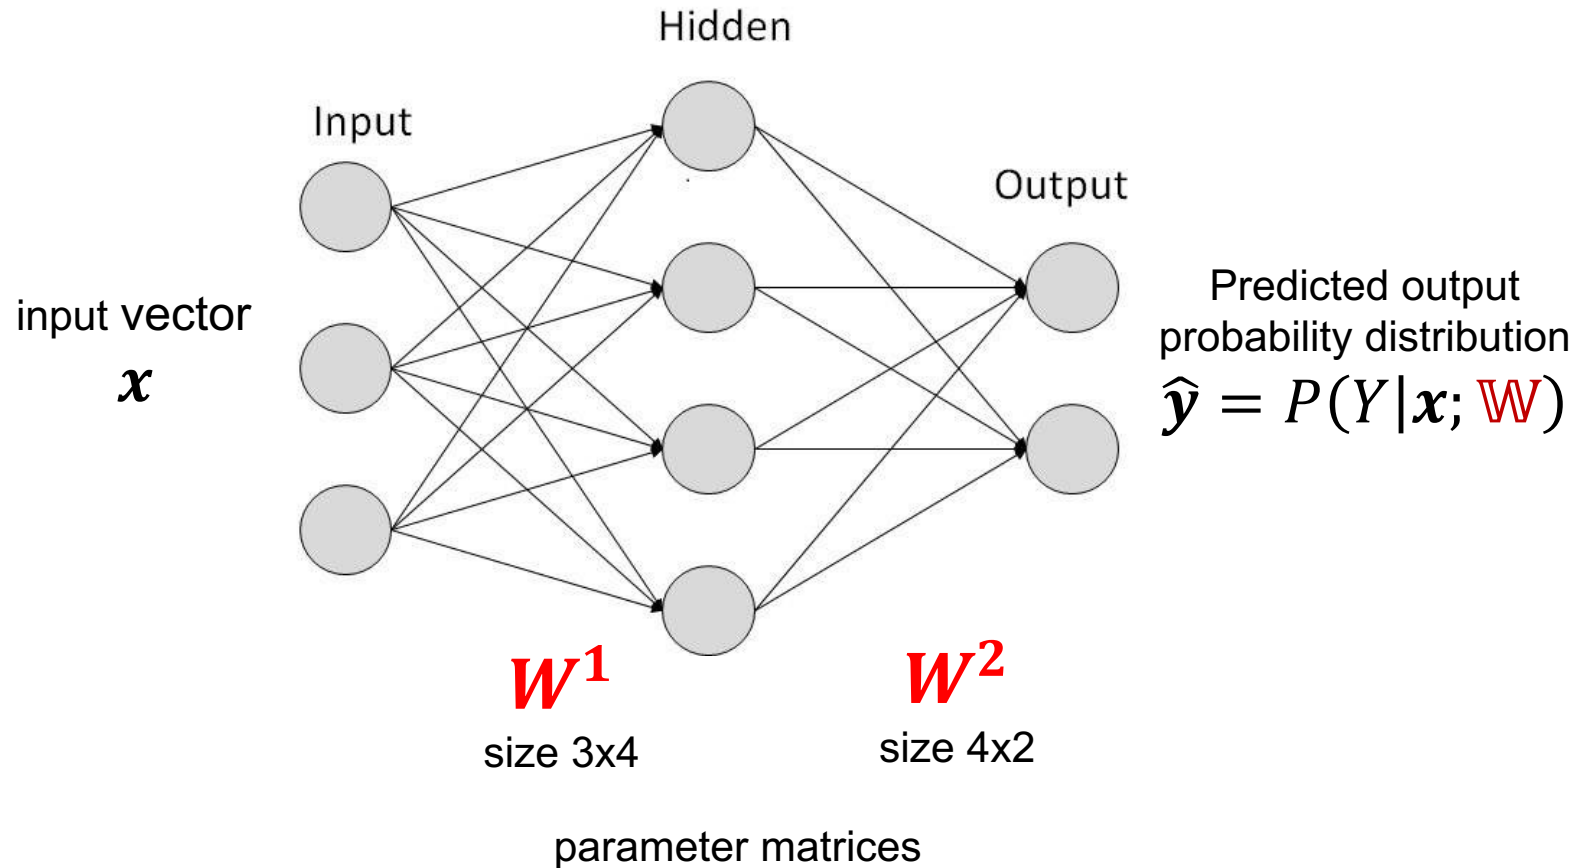 Hidden
Input
Output
input vector
𝒙
Predicted output
probability distribution
𝒚̂ = P(Y|𝒙; 𝕎)
𝑾¹
𝑾²
size 3x4
size 4x2
parameter matrices